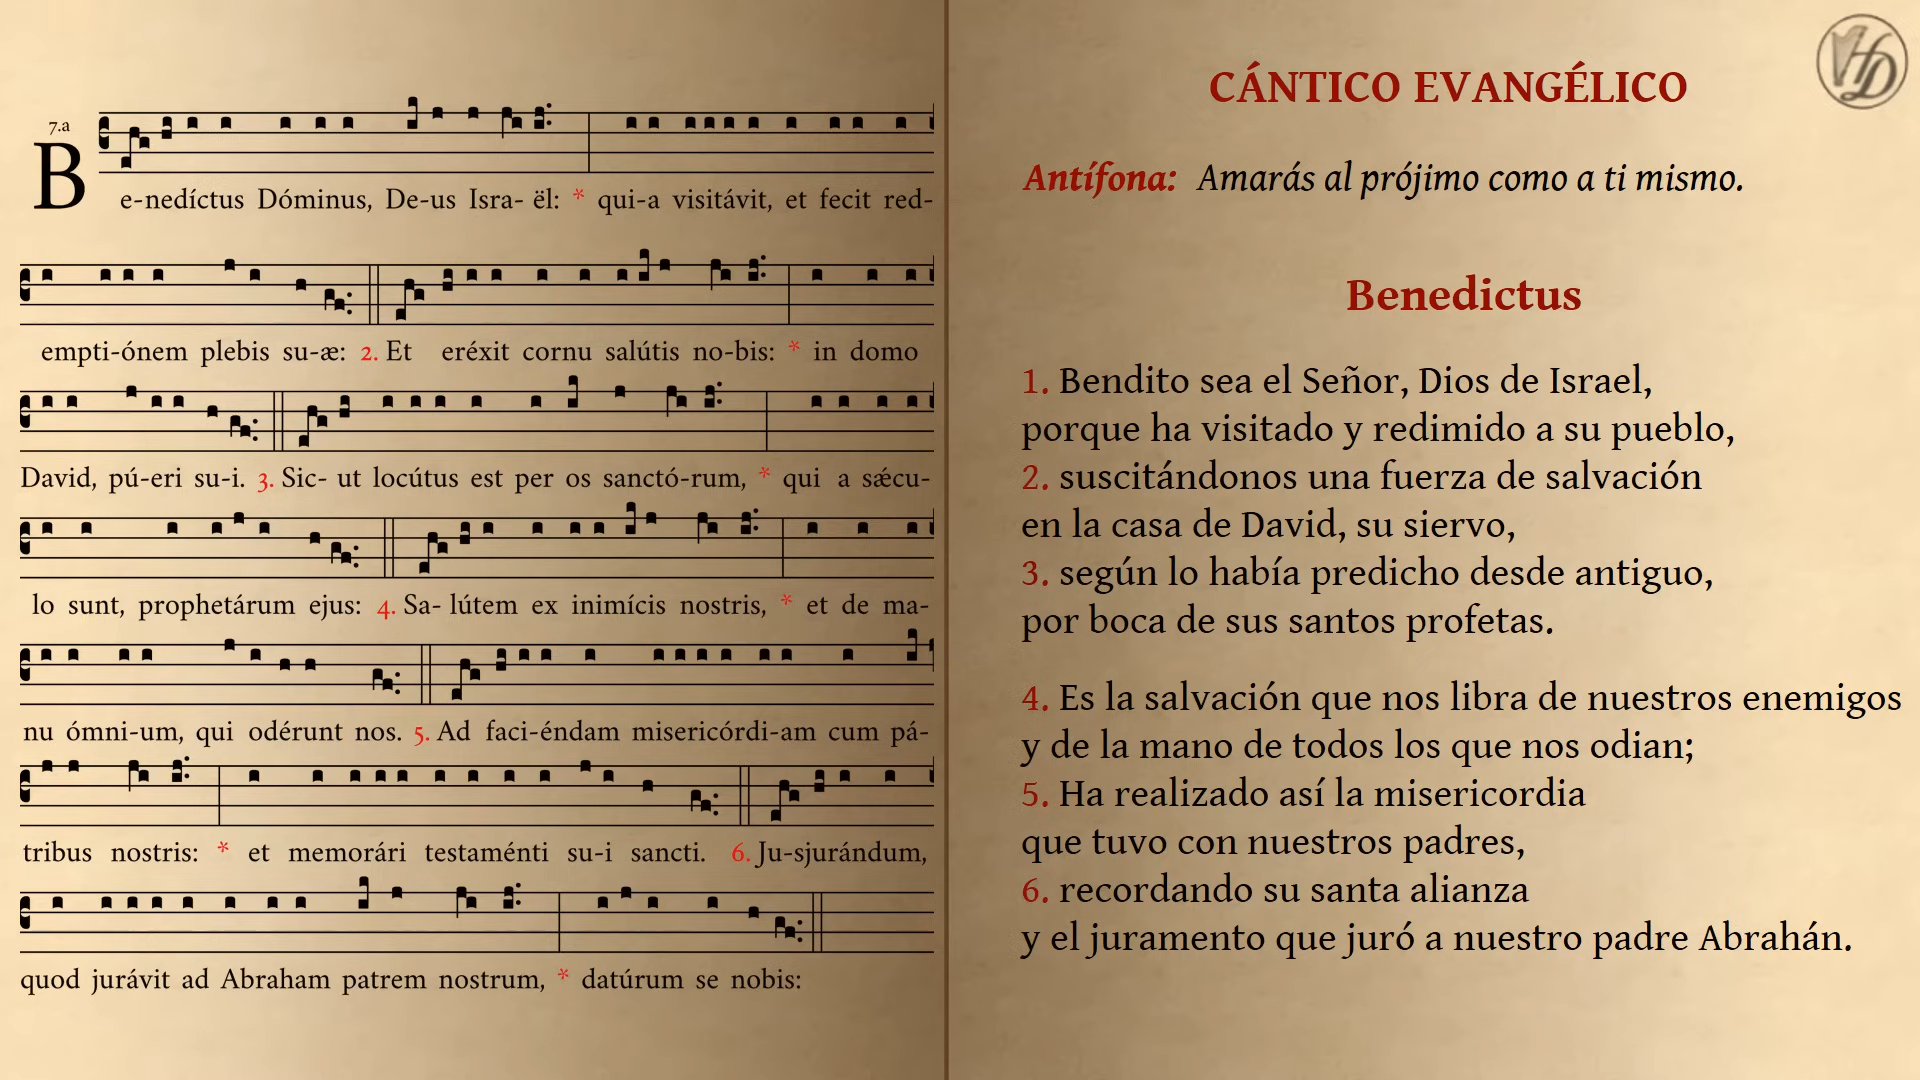 7.a
Be-nedíctus Dóminus, De-us Isra- ël: * qui-a visitávit, et fecit red-
empti-ónem plebis su-æ: 2. Et eréxit cornu salútis no-bis: * in domo
David, pú-eri su-i. 3. Sic- ut locútus est per os sanctó-rum, * qui a sǽcu-
lo sunt, prophetárum ejus: 4. Sa- lútem ex inimícis nostris, * et de ma-
nu ómni-um, qui odérunt nos. 5. Ad faci-éndam misericórdi-am cum pá-
tribus nostris: * et memorári testaménti su-i sancti. 6. Ju-sjurándum,
quod jurávit ad Abraham patrem nostrum, * datúrum se nobis:
HD
CÁNTICO EVANGÉLICO
Antífona: Amarás al prójimo como a ti mismo.
Benedictus
1. Bendito sea el Señor, Dios de Israel,
porque ha visitado y redimido a su pueblo,
2. suscitándonos una fuerza de salvación
en la casa de David, su siervo,
3. según lo había predicho desde antiguo,
por boca de sus santos profetas.
4. Es la salvación que nos libra de nuestros enemigos
y de la mano de todos los que nos odian;
5. Ha realizado así la misericordia
que tuvo con nuestros padres,
6. recordando su santa alianza
y el juramento que juró a nuestro padre Abrahán.